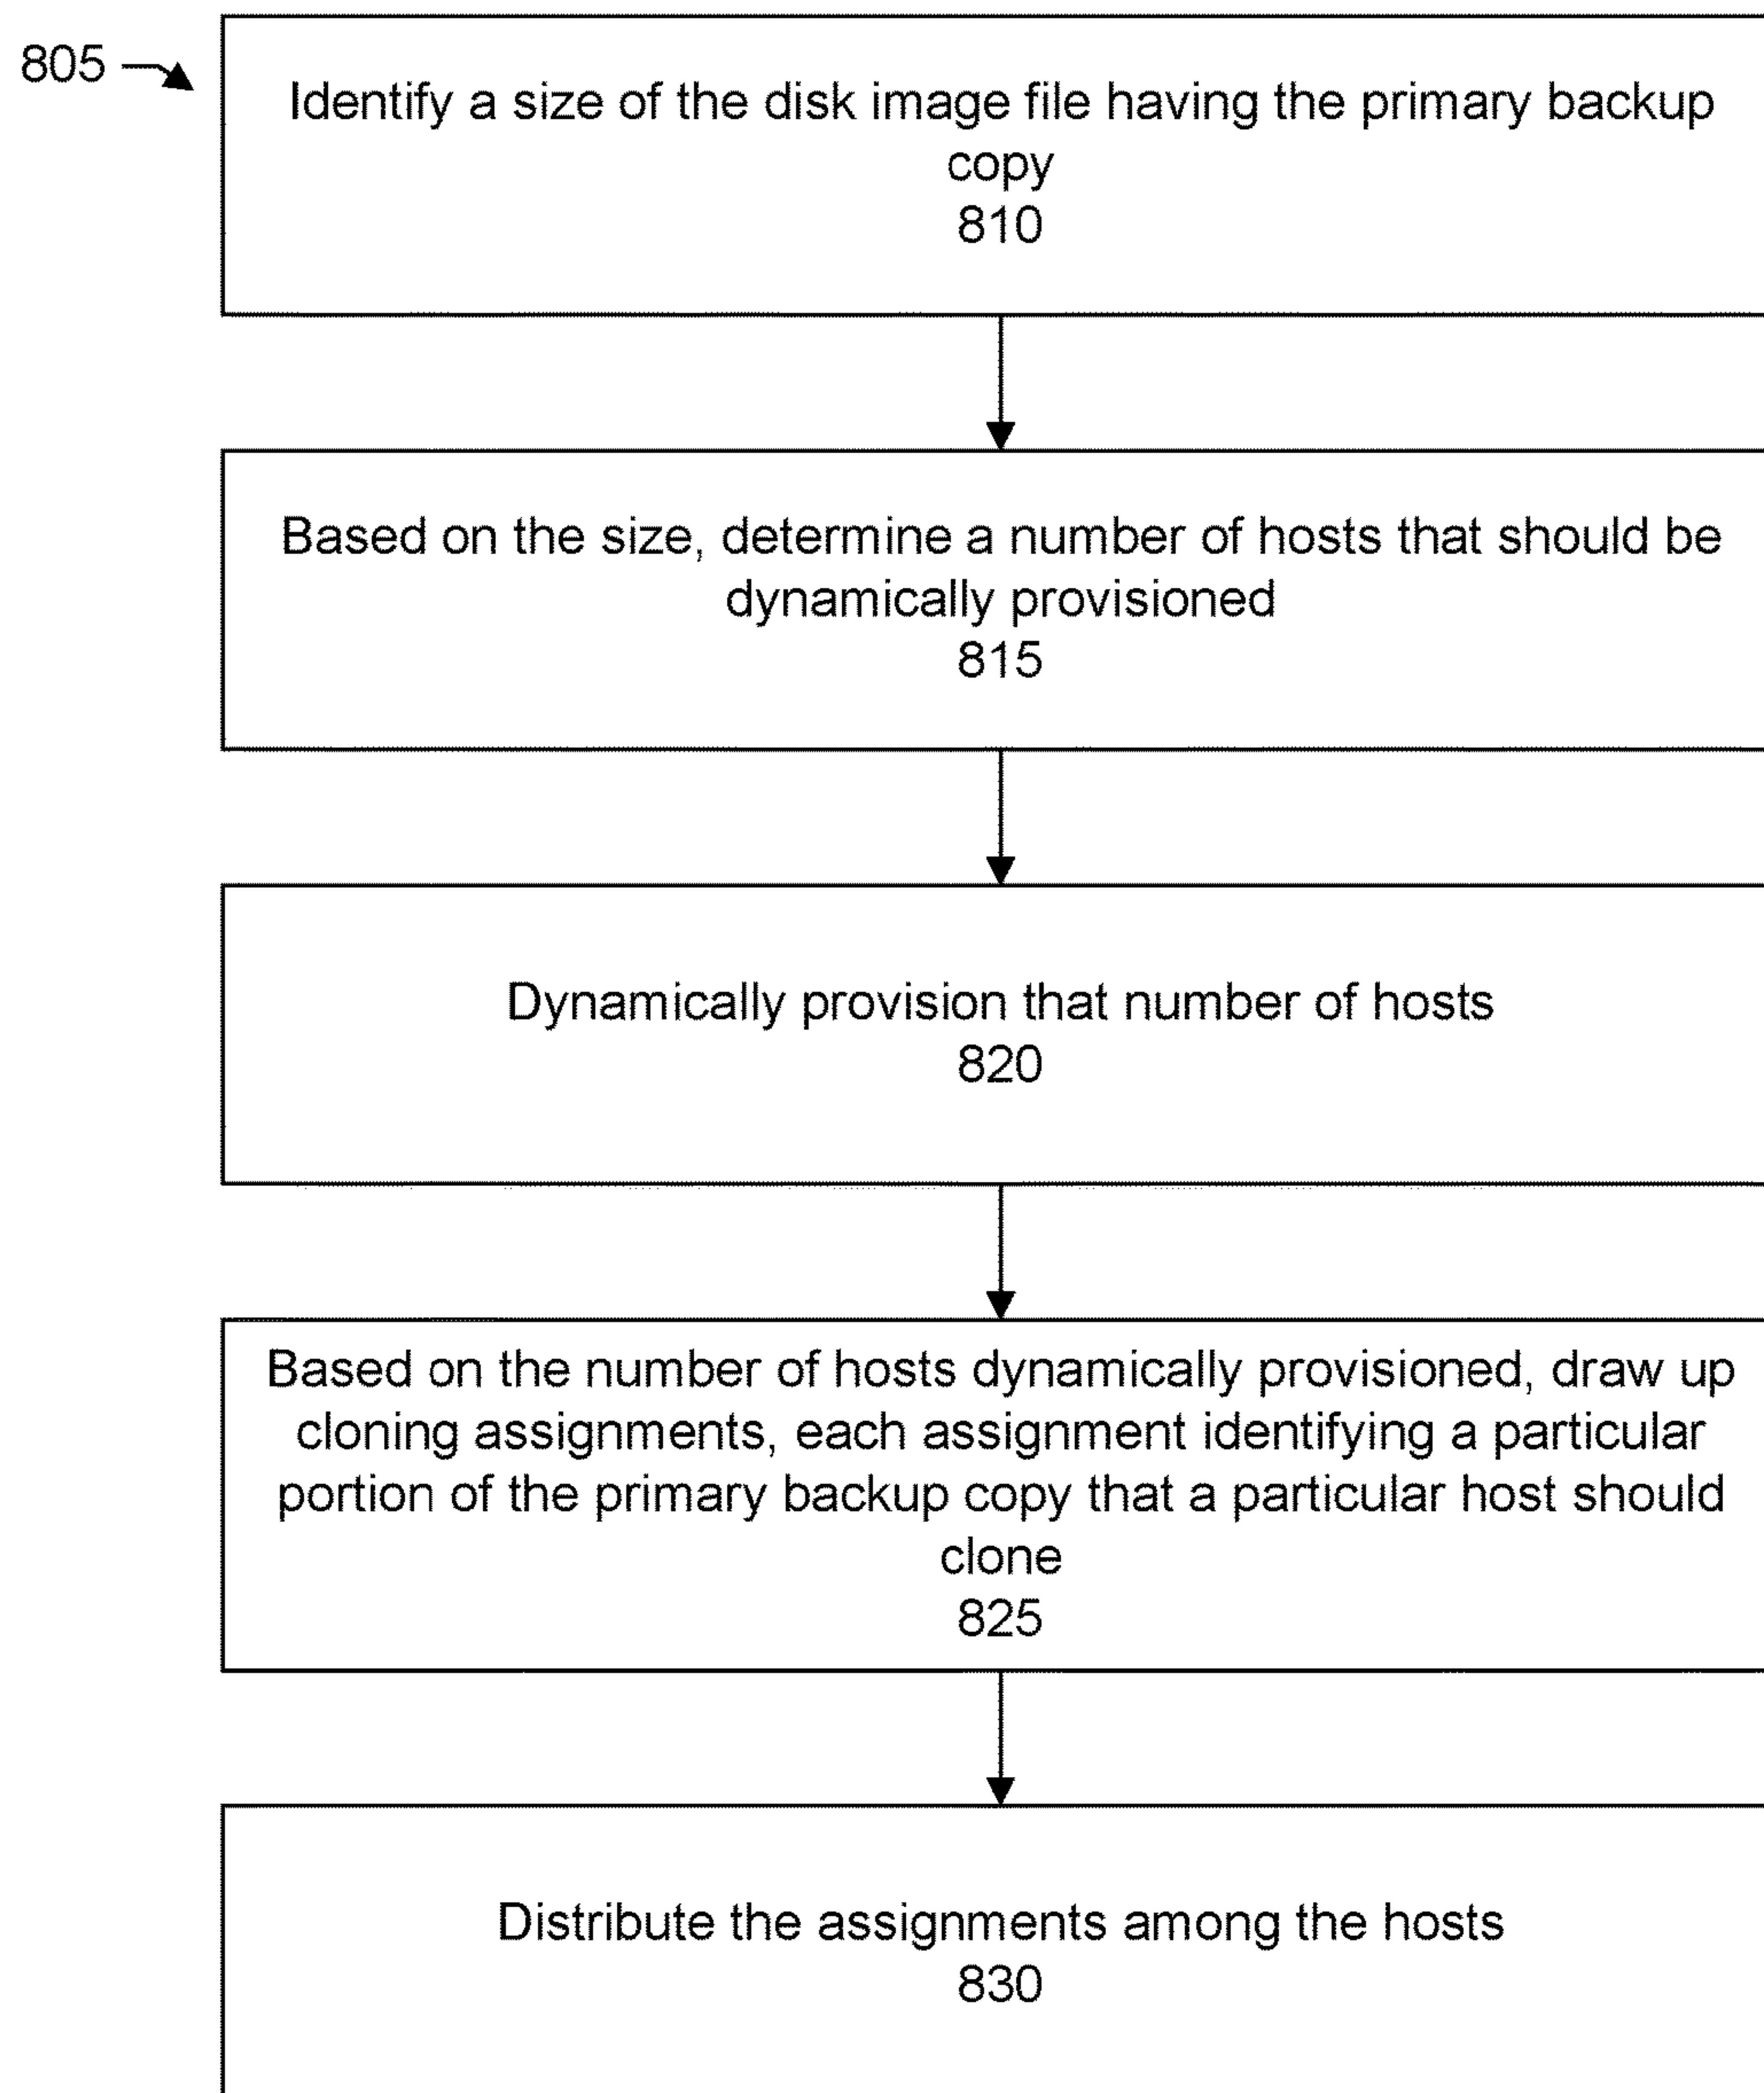 805
Identify a size of the disk image file having the primary backup
copy
810
Based on the size, determine a number of hosts that should be
dynamically provisioned
815
Dynamically provision that number of hosts
820
Based on the number of hosts dynamically provisioned, draw up
cloning assignments, each assignment identifying a particular
portion of the primary backup copy that a particular host should
clone
825
Distribute the assignments among the hosts
830